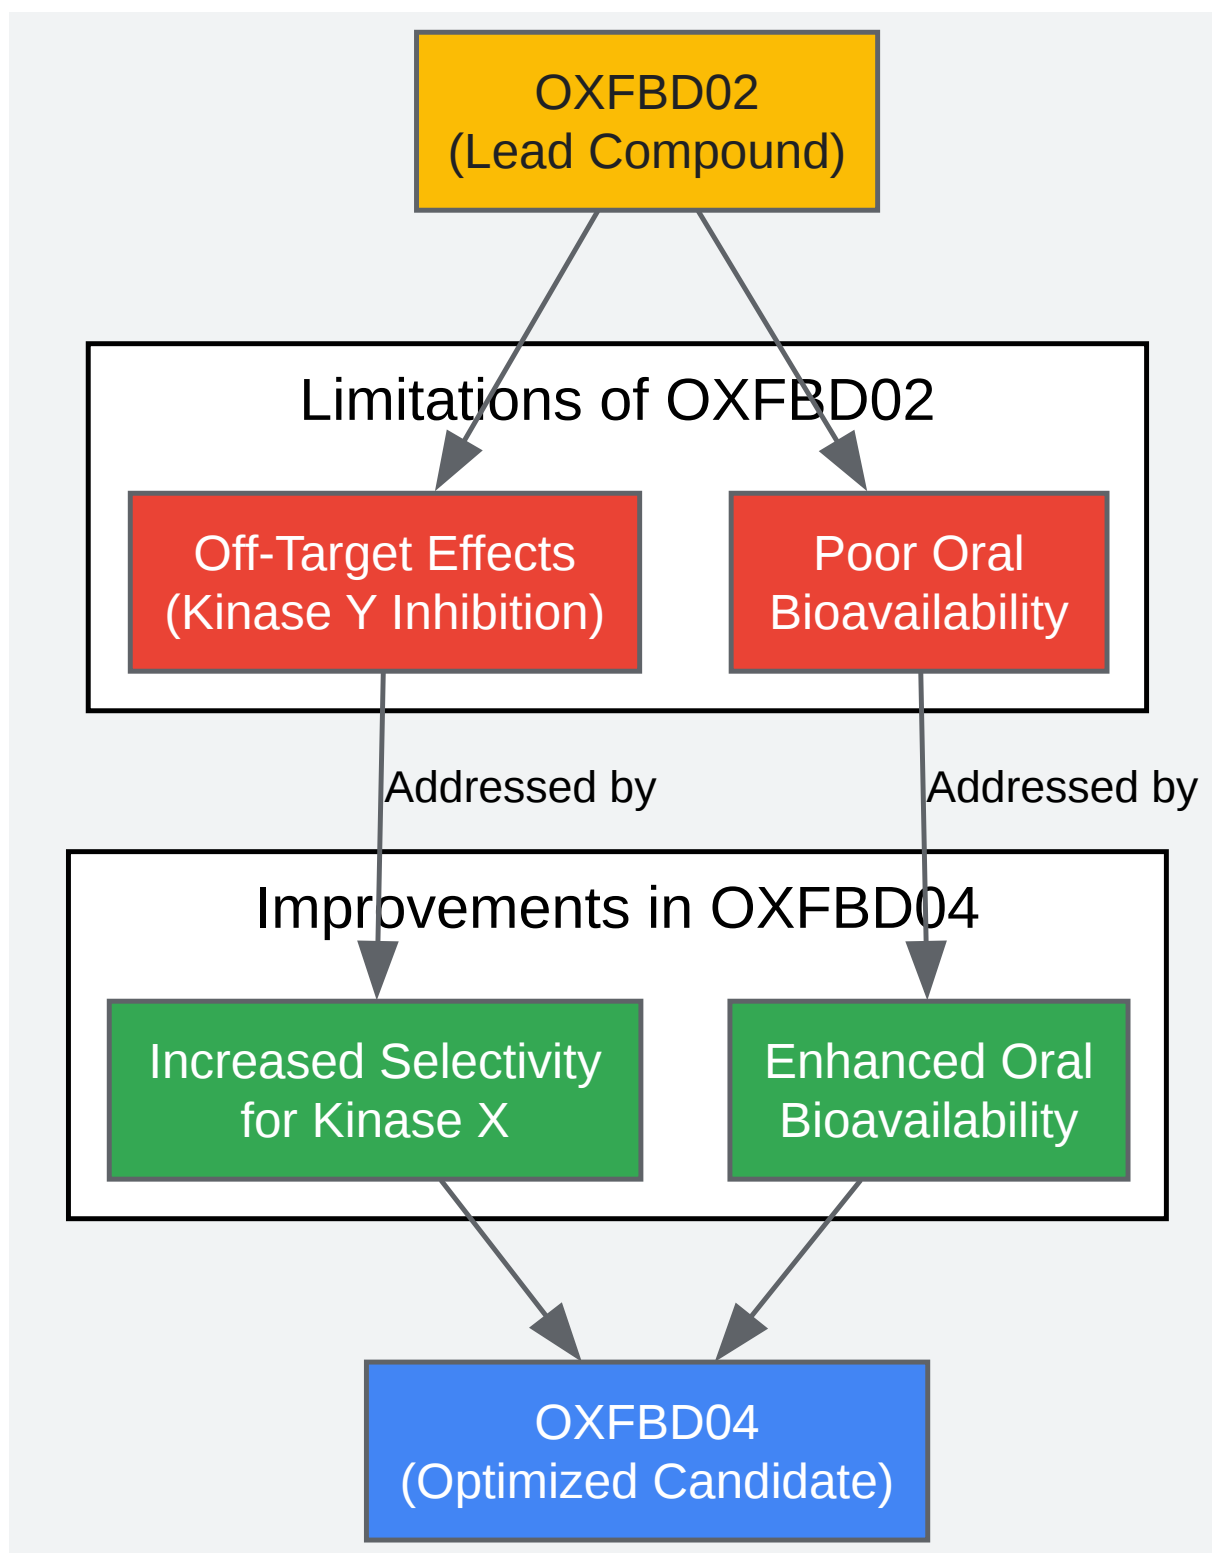 OXFBD02
(Lead Compound)
Limitations of OXFBD02
Off-Target Effects
(Kinase Y Inhibition)
Poor Oral
Bioavailability
Addressed by
Addressed by
Improvements in OXFBD04
Increased Selectivity
for Kinase X
Enhanced Oral
Bioavailability
OXFBD04
(Optimized Candidate)